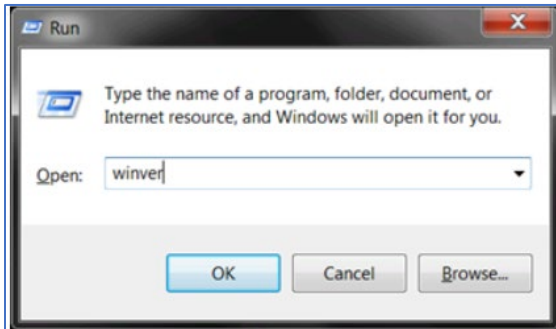 Run
Type the name of a program, folder, document, or
Internet resource, and Windows will open it for you.
Open: winver
OK Cancel Browse...